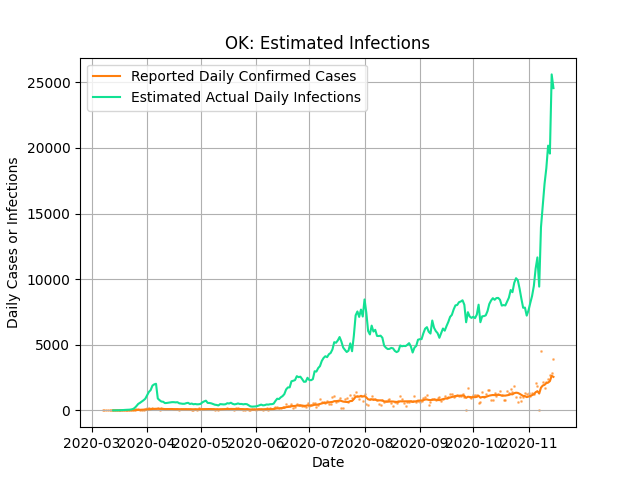 OK: Estimated Infections
Reported Daily Confirmed Cases
Estimated Actual Daily Infections
Daily Cases or Infections
25000
20000
15000
10000
5000
0
2020-03 2020-04 2020-05 2020-06 2020-07 2020-08 2020-09 2020-10 2020-11
Date